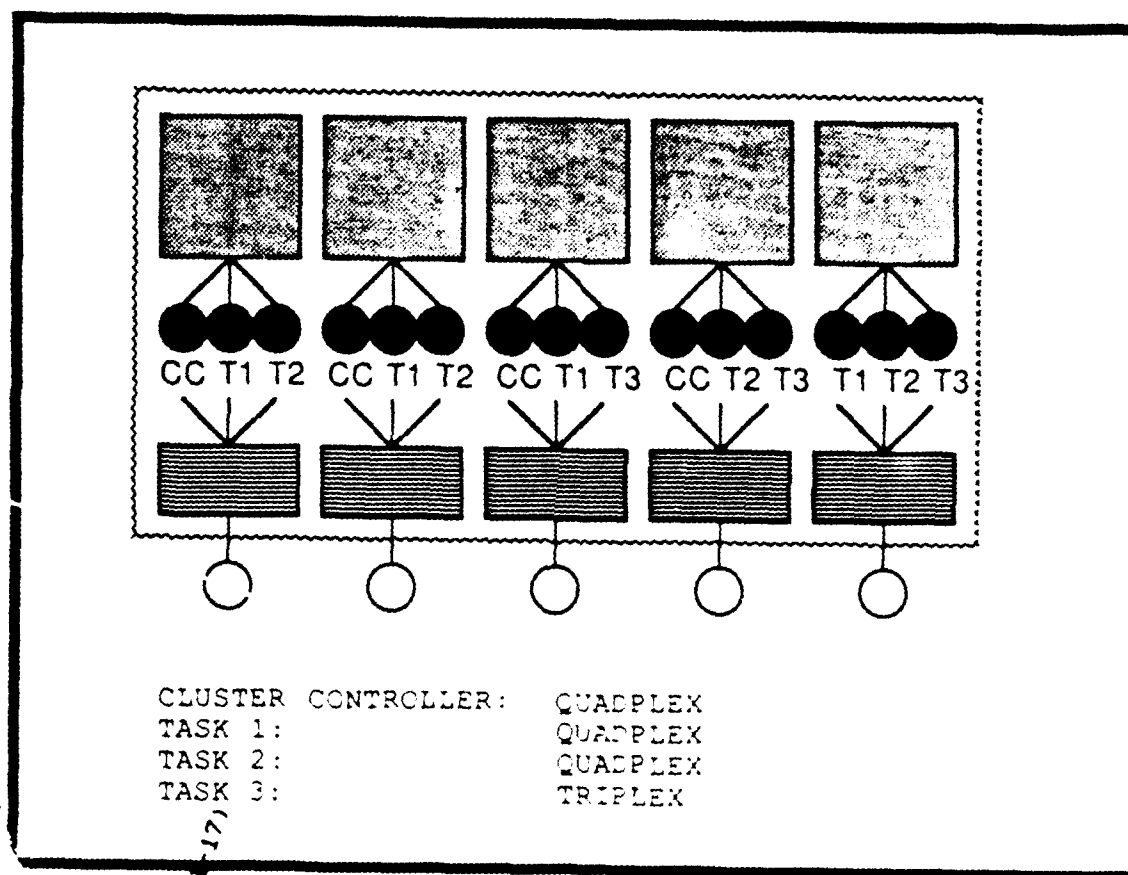 CC T1 T2 CC T1 T2 CC T1 T3 CC T2 T3 T1 T2 T3
CLUSTER CONTROLLER: QUADPLEX
TASK 1: QUADPLEX
TASK 2: QUADPLEX
TASK 3: TRIPLEX
17)